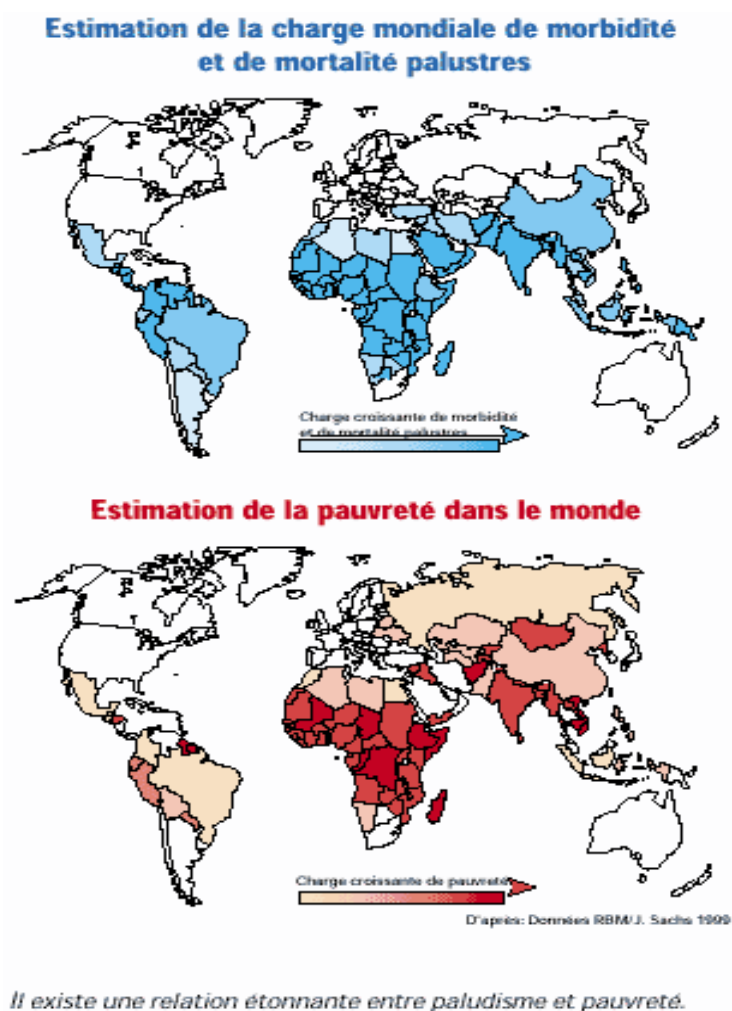 Estimation de la charge mondiale de morbidité
et de mortalité palustres
Charge croissante de morbidité
et de mortalité palustres
Estimation de la pauvreté dans le monde
Charge croissante de pauvreté
D'après: Données RBM/J. Sachs 1999
Il existe une relation étonnante entre paludisme et pauvreté.